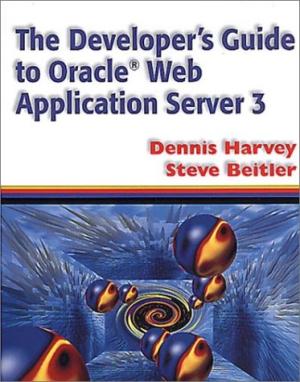 The Developer's Guide
to Oracle® Web
Application Server 3
Dennis Harvey
Steve Beitler